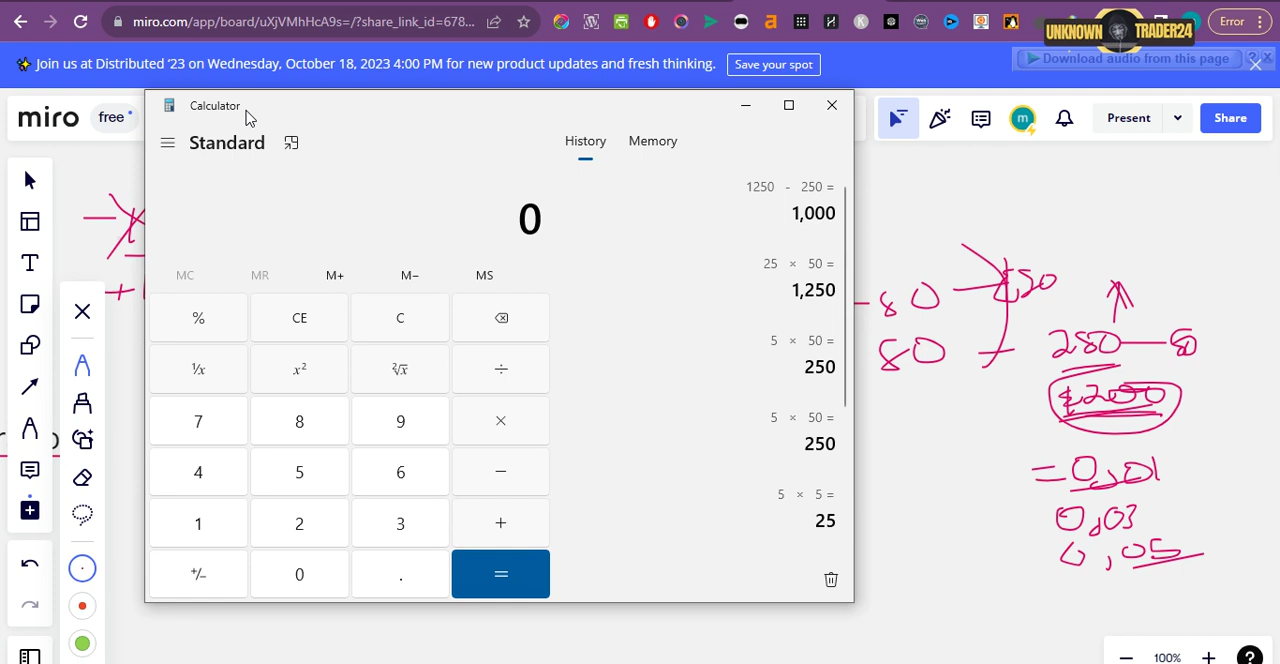 miro.com/app/board/uXjVMhHcA9s=/?share_link_id=678...
Error
UNKNOWN TRADER24
Join us at Distributed '23 on Wednesday, October 18, 2023 4:00 PM for new product updates and fresh thinking.
Save your spot
Download audio from this page
?
X
miro
free
Present
Share
Calculator
Standard
History
Memory
0
MC MR M+ M− MS
% CE C
1/x x² ²√x ÷
7 8 9 ×
4 5 6 −
1 2 3 +
+/− 0 . =
1250 - 250 =
1,000
25 × 50 =
1,250
5 × 50 =
250
5 × 50 =
250
5 × 5 =
25
80
80
280 — 80
$200
= 0,01
0,03
0,05
100%